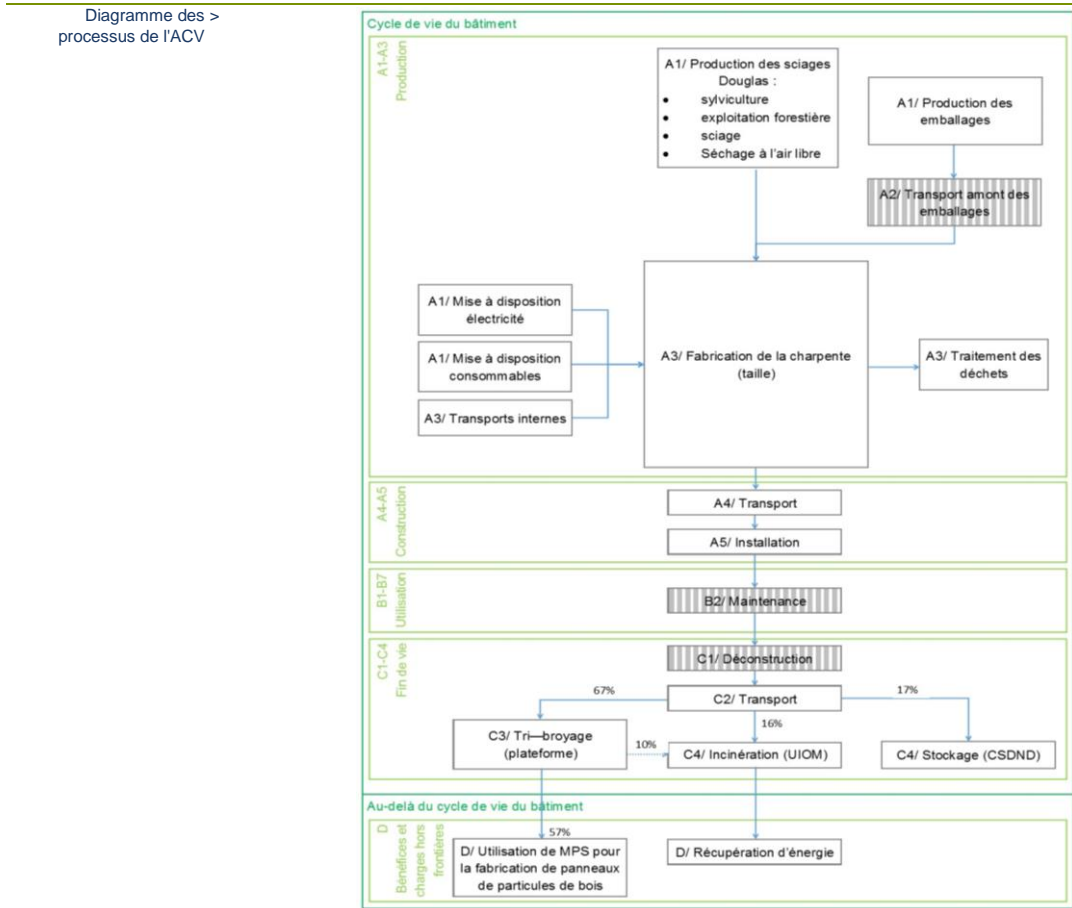 Diagramme des >
processus de l'ACV
Cycle de vie du bâtiment
A1-A3
Production
A1/ Production des sciages
Douglas :
• sylviculture
• exploitation forestière
• sciage
• Séchage à l'air libre
A1/ Production des
emballages
A2/ Transport amont des
emballages
A1/ Mise à disposition
électricité
A1/ Mise à disposition
consommables
A3/ Transports internes
A3/ Fabrication de la charpente
(taille)
A3/ Traitement des
déchets
A4-A5
Construction
A4/ Transport
A5/ Installation
B1-B7
Utilisation
B2/ Maintenance
C1-C4
Fin de vie
C1/ Déconstruction
67%
C2/ Transport
17%
16%
C3/ Tri—broyage
(plateforme)
10%
C4/ Incinération (UIOM)
C4/ Stockage (CSDND)
Au-delà du cycle de vie du bâtiment
D
Bénéfices et
charges hors
frontières
57%
D/ Utilisation de MPS pour
la fabrication de panneaux
de particules de bois
D/ Récupération d'énergie